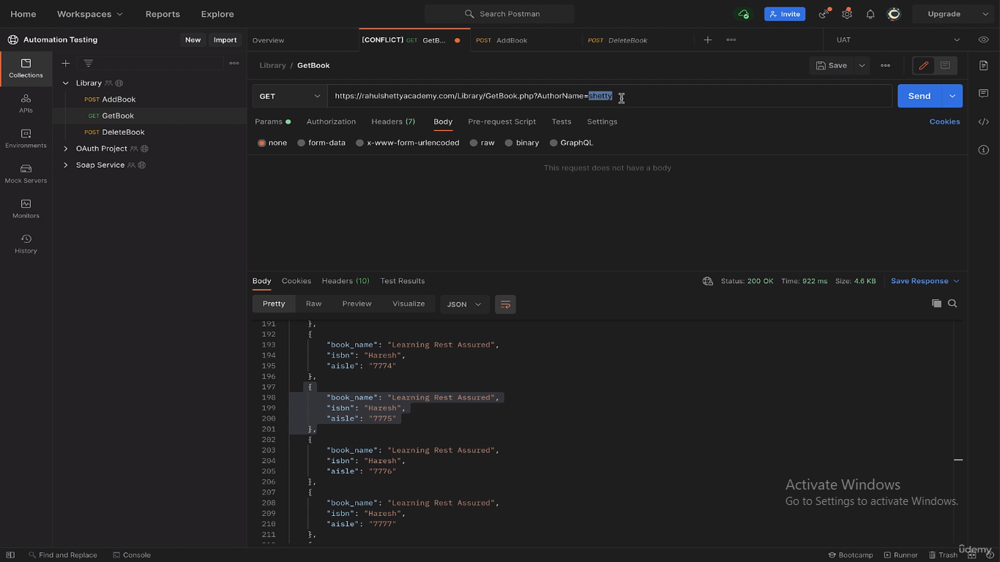 Home Workspaces Reports Explore Search Postman Invite Upgrade
Automation Testing New Import Overview [CONFLICT] GET GetB... POST AddBook POST DeleteBook UAT
Collections
APIs
Environments
Mock Servers
Monitors
History
Library
POST AddBook
GET GetBook
POST DeleteBook
OAuth Project
Soap Service
Library / GetBook Save
GET https://rahulshettyacademy.com/Library/GetBook.php?AuthorName=shetty Send
Params Authorization Headers (7) Body Pre-request Script Tests Settings Cookies
none form-data x-www-form-urlencoded raw binary GraphQL
This request does not have a body
Body Cookies Headers (10) Test Results Status: 200 OK Time: 922 ms Size: 4.6 KB Save Response
Pretty Raw Preview Visualize JSON
191 },
192 {
193 "book_name": "Learning Rest Assured",
194 "isbn": "Haresh",
195 "aisle": "7774"
196 },
197 {
198 "book_name": "Learning Rest Assured",
199 "isbn": "Haresh",
200 "aisle": "7775"
201 },
202 {
203 "book_name": "Learning Rest Assured",
204 "isbn": "Haresh",
205 "aisle": "7776"
206 },
207 {
208 "book_name": "Learning Rest Assured",
209 "isbn": "Haresh",
210 "aisle": "7777"
211 },
Activate Windows
Go to Settings to activate Windows.
Find and Replace Console Bootcamp Runner Trash
udemy